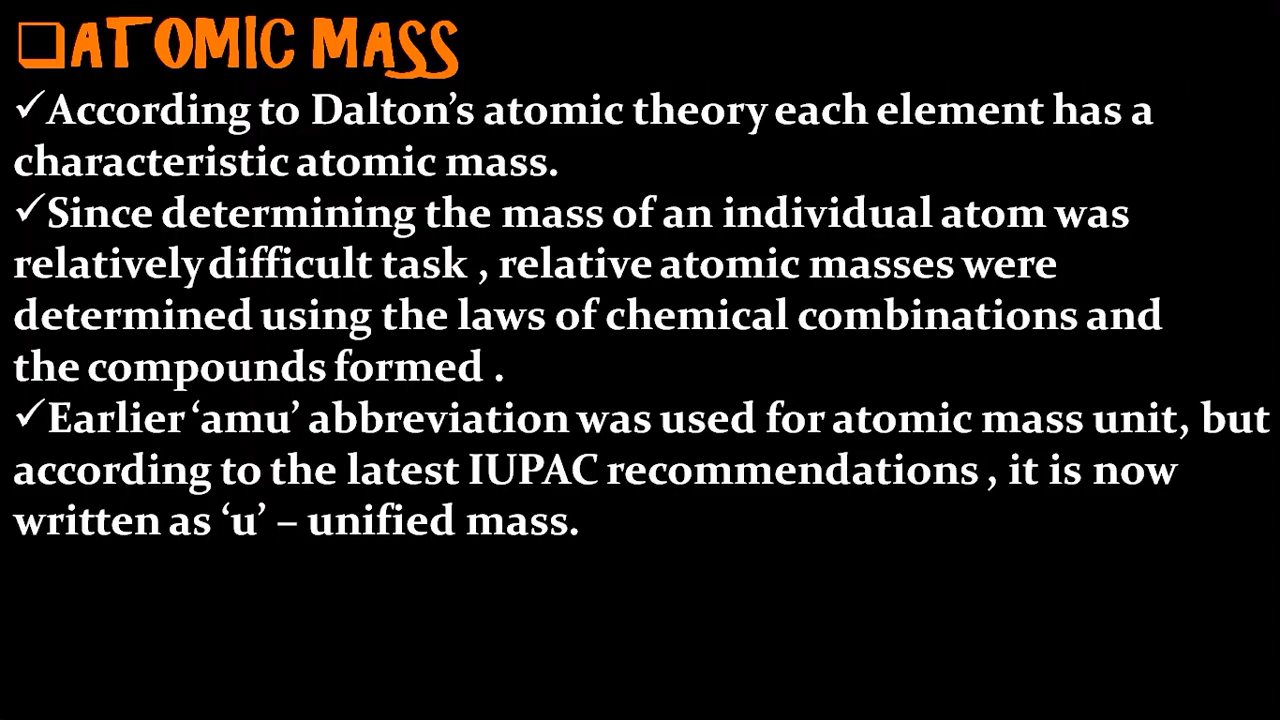 ❑ATOMIC MASS
✓According to Dalton’s atomic theory each element has a
characteristic atomic mass.
✓Since determining the mass of an individual atom was
relatively difficult task , relative atomic masses were
determined using the laws of chemical combinations and
the compounds formed .
✓Earlier ‘amu’ abbreviation was used for atomic mass unit, but
according to the latest IUPAC recommendations , it is now
written as ‘u’ – unified mass.